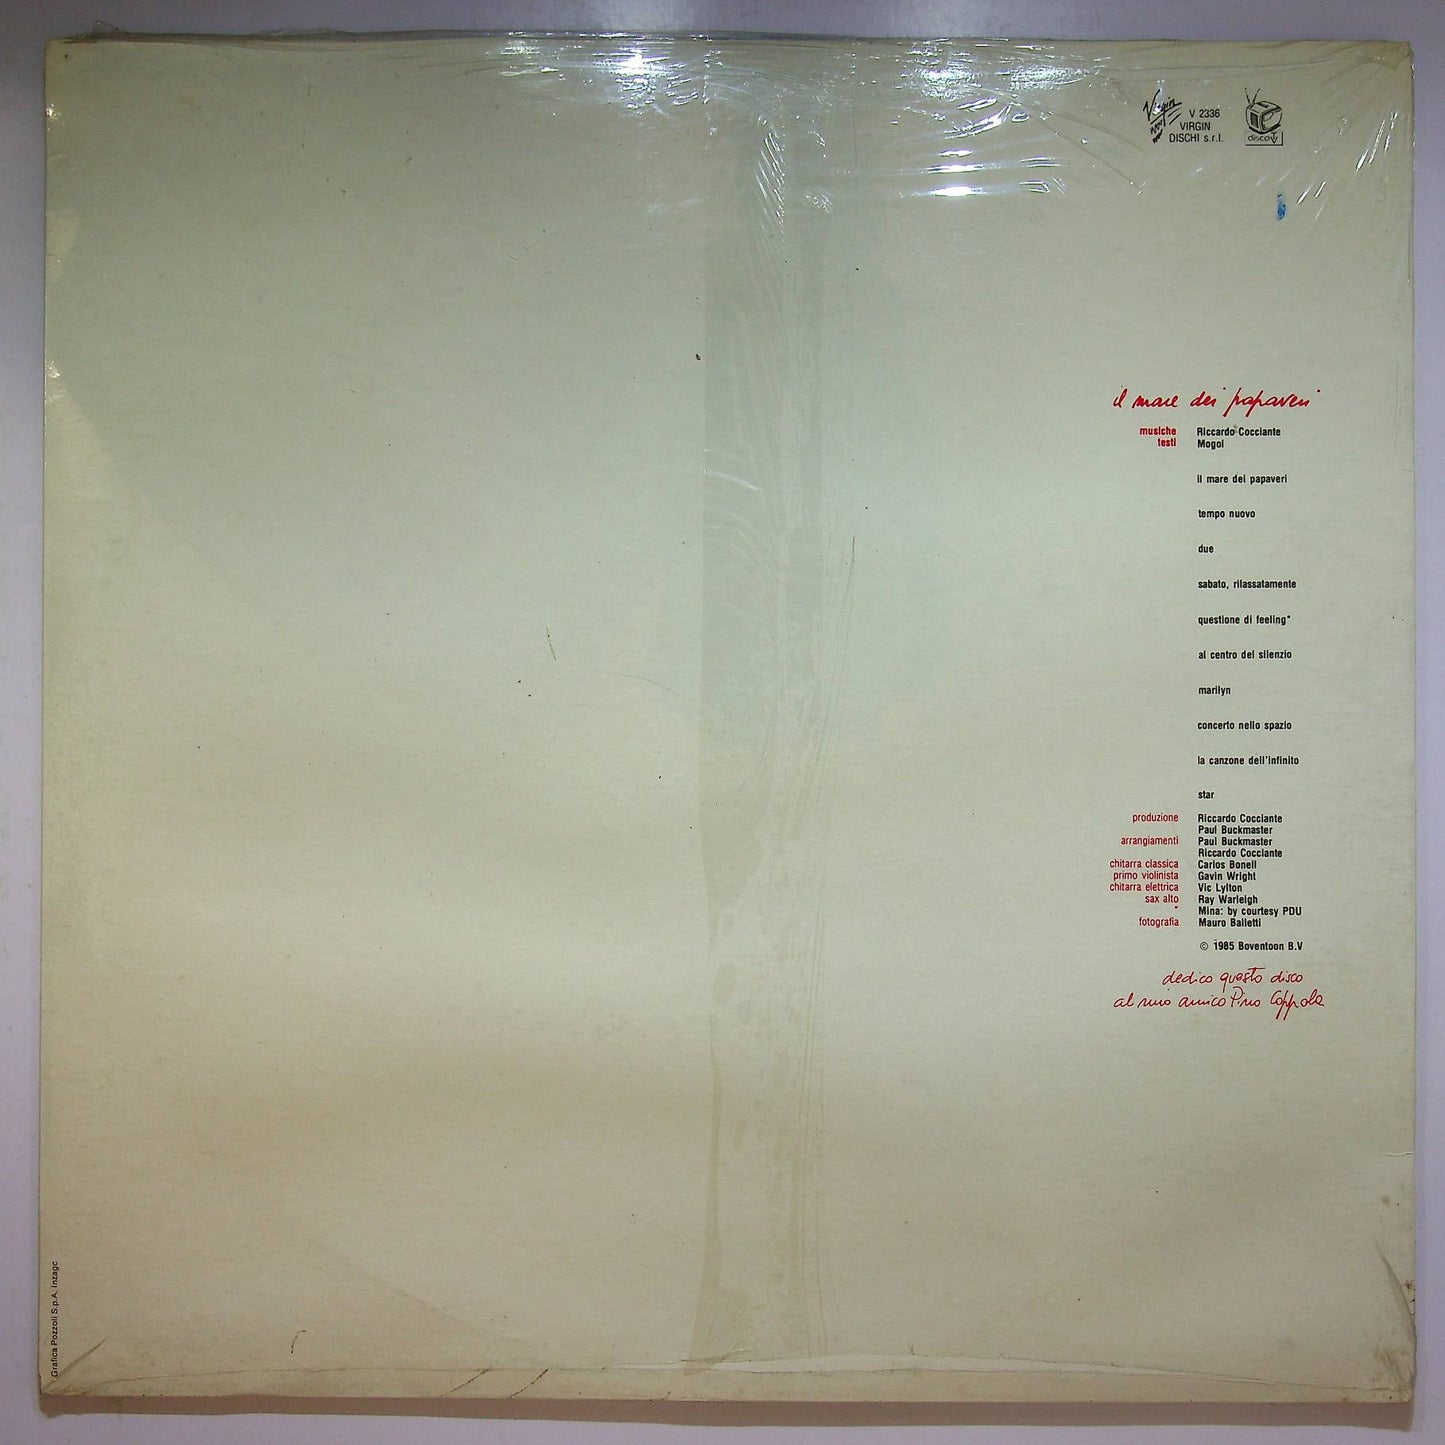 Virgin
V 2336
VIRGIN
DISCHI s.r.l.
discoTV
il mare dei papaveri
musiche Riccardo Cocciante
testi Mogol
il mare dei papaveri
tempo nuovo
due
sabato, rilassatamente
questione di feeling*
al centro del silenzio
marilyn
concerto nello spazio
la canzone dell'infinito
star
produzione Riccardo Cocciante
Paul Buckmaster
arrangiamenti Paul Buckmaster
Riccardo Cocciante
chitarra classica Carlos Bonell
primo violinista Gavin Wright
chitarra elettrica Vic Lylton
sax alto Ray Warleigh
* Mina: by courtesy PDU
fotografia Mauro Balletti
© 1985 Boventoon B.V
dedico questo disco
al mio amico Pino Coppola
Grafica Pozzoli S.p.A. Inzago